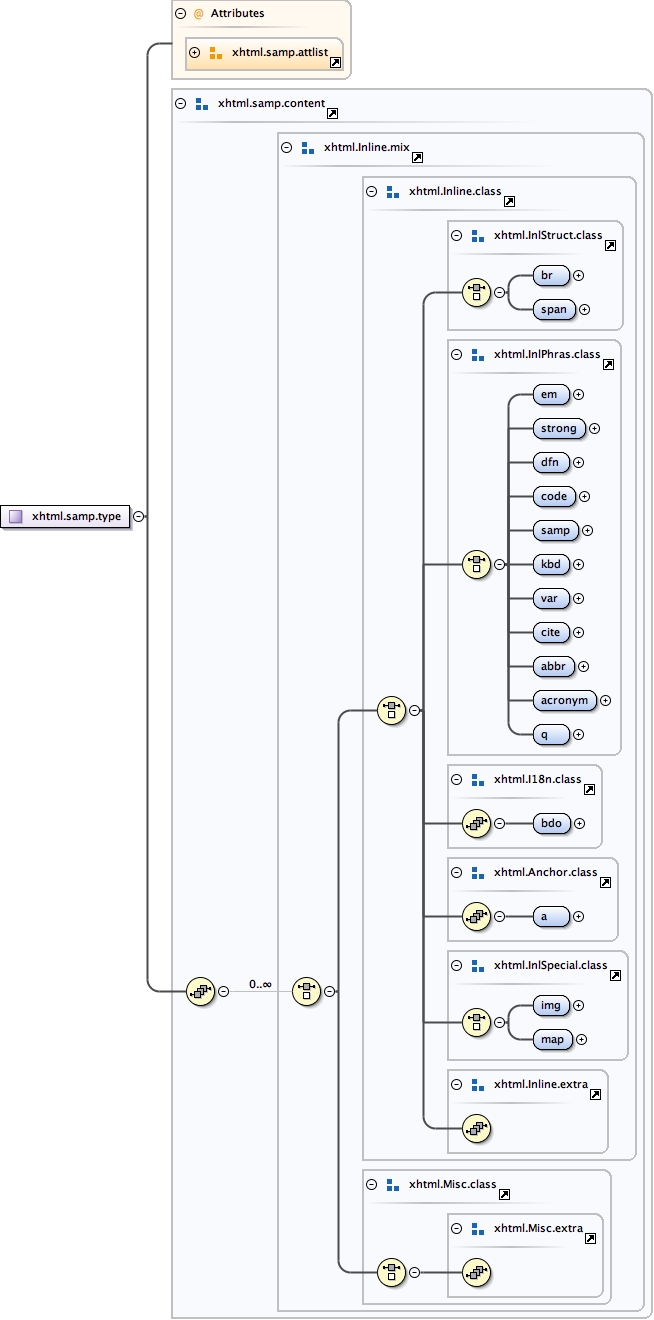 Attributes
xhtml.samp.attlist
xhtml.samp.content
xhtml.Inline.mix
xhtml.Inline.class
xhtml.InlStruct.class
br
span
xhtml.InlPhras.class
em
strong
dfn
code
xhtml.samp.type
samp
kbd
var
cite
abbr
acronym
q
xhtml.I18n.class
bdo
xhtml.Anchor.class
a
xhtml.InlSpecial.class
0..∞
img
map
xhtml.Inline.extra
xhtml.Misc.class
xhtml.Misc.extra